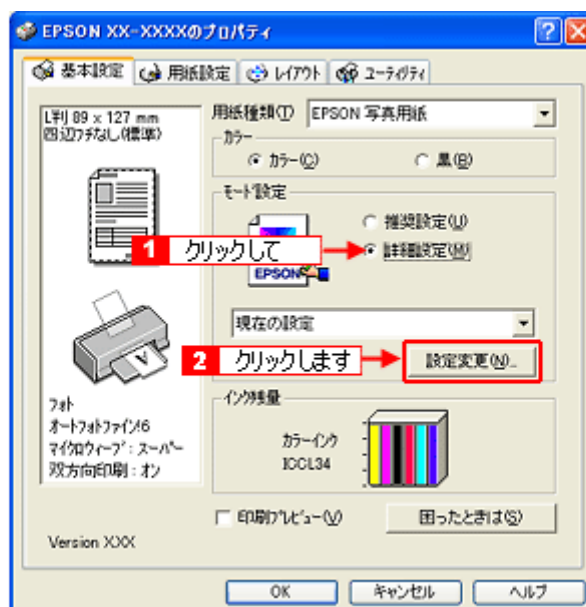 EPSON XX-XXXXのプロパティ
基本設定
用紙設定
レイアウト
ユーティリティ
L判 89 x 127 mm
四辺フチなし(標準)
用紙種類(T)
EPSON 写真用紙
カラー
カラー(C)
黒(B)
モード設定
推奨設定(U)
1 クリックして
詳細設定(M)
EPSON
現在の設定
2 クリックします
設定変更(N)...
フォト
オートフォトファイン!6
マイクロウィーブ:スーパー
双方向印刷:オン
インク残量
カラーインク
ICCL34
印刷プレビュー(V)
困ったときは(S)
Version XXX
OK
キャンセル
ヘルプ